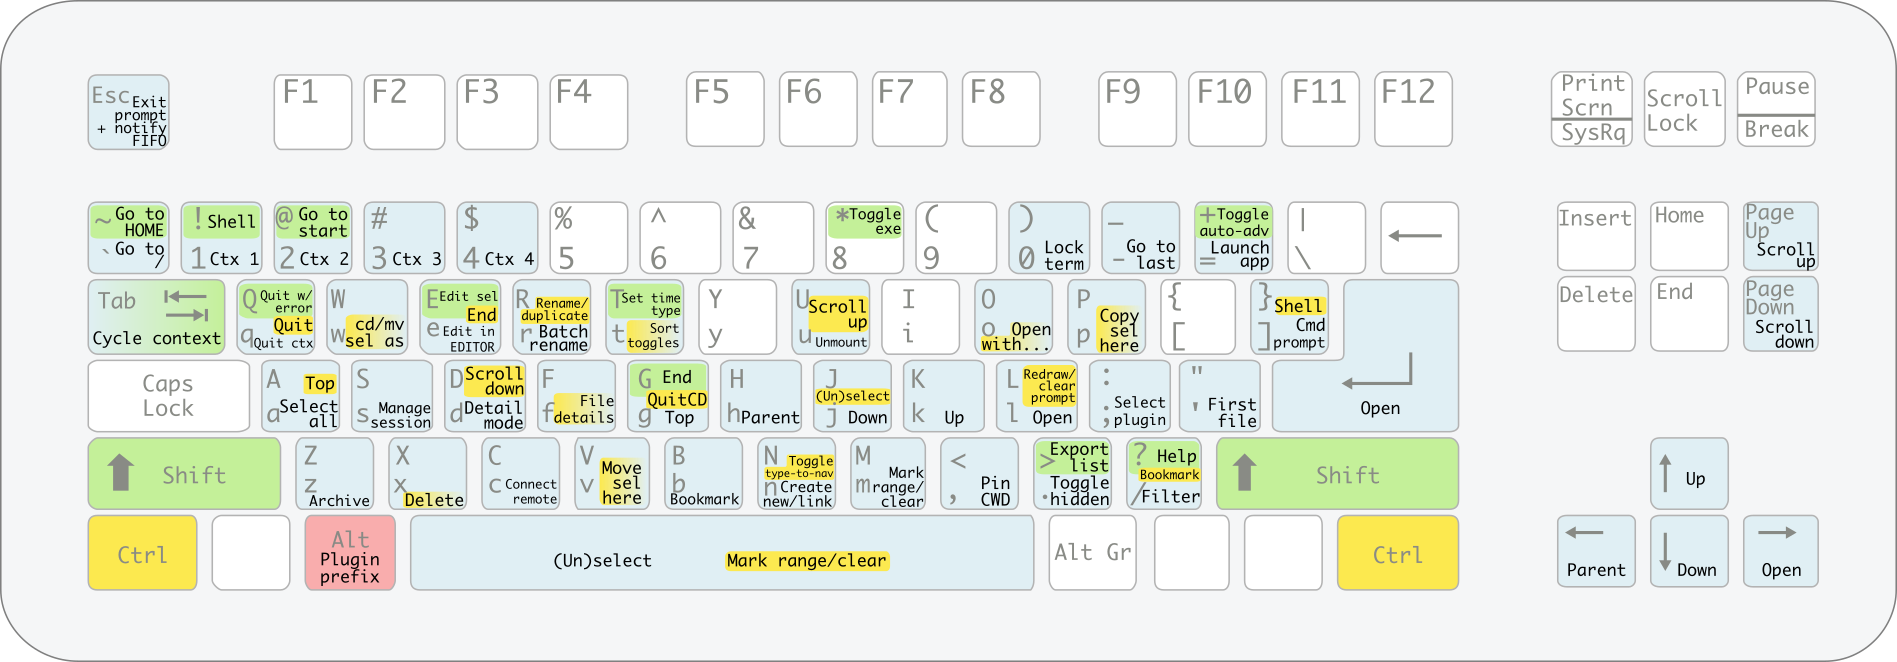 Esc Exit
prompt
+ notify
FIFO
F1
F2
F3
F4
F5
F6
F7
F8
F9
F10
F11
F12
Print
Scrn
SysRq
Scroll
Lock
Pause
Break
~ Go to
HOME
` Go to
/
! Shell
1 Ctx 1
@ Go to
start
2 Ctx 2
#
3 Ctx 3
$
4 Ctx 4
%
5
^
6
&
7
* Toggle
exe
8
(
9
)
0 Lock
term
_
- Go to
last
+ Toggle
auto-adv
= Launch
app
|
\
Insert
Home
Page
Up
Scroll
up
Tab
Cycle context
Q Quit w/
error
Quit
q Quit ctx
W
w cd/mv
sel as
E Edit sel
End
e Edit in
EDITOR
R Rename/
duplicate
r Batch
rename
T Set time
type
t Sort
toggles
Y
y
U Scroll
up
u Unmount
I
i
O
o Open
with...
P Copy
p sel
here
{
[
} Shell
] Cmd
prompt
Delete
End
Page
Down
Scroll
down
Caps
Lock
A Top
a Select
all
S
s Manage
session
D Scroll
down
d Detail
mode
F
f File
details
G End
QuitCD
g Top
H
h Parent
J
(Un)select
j Down
K
k Up
L Redraw/
clear
prompt
l Open
:
; Select
plugin
"
' First
file
Open
Shift
Z
z
Archive
X
x
Delete
C
c Connect
remote
V Move
v sel
here
B
b
Bookmark
N Toggle
type-to-nav
n Create
new/link
M Mark
m range/
clear
<
, Pin
CWD
> Export
list
. Toggle
hidden
? Help
Bookmark
/ Filter
Shift
Up
Ctrl
Alt
Plugin
prefix
(Un)select
Mark range/clear
Alt Gr
Ctrl
Parent
Down
Open